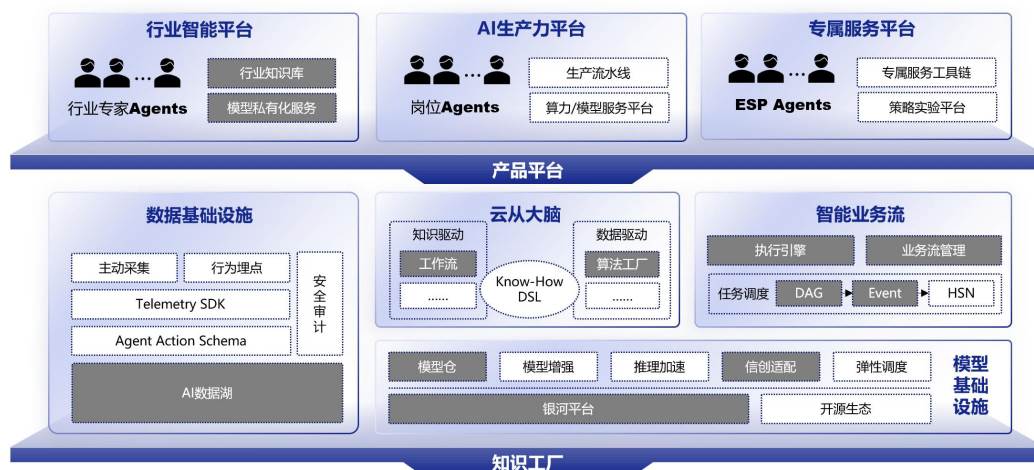 行业智能平台
行业专家Agents
行业知识库
模型私有化服务
AI生产力平台
岗位Agents
生产流水线
算力/模型服务平台
专属服务平台
ESP Agents
专属服务工具链
策略实验平台
产品平台
数据基础设施
主动采集
行为埋点
Telemetry SDK
Agent Action Schema
安全审计
AI数据湖
云从大脑
知识驱动
工作流
......
Know-How
DSL
数据驱动
算法工厂
......
智能业务流
执行引擎
业务流管理
任务调度
DAG
Event
HSN
模型仓
模型增强
推理加速
信创适配
弹性调度
银河平台
开源生态
模型
基础
设施
知识工厂